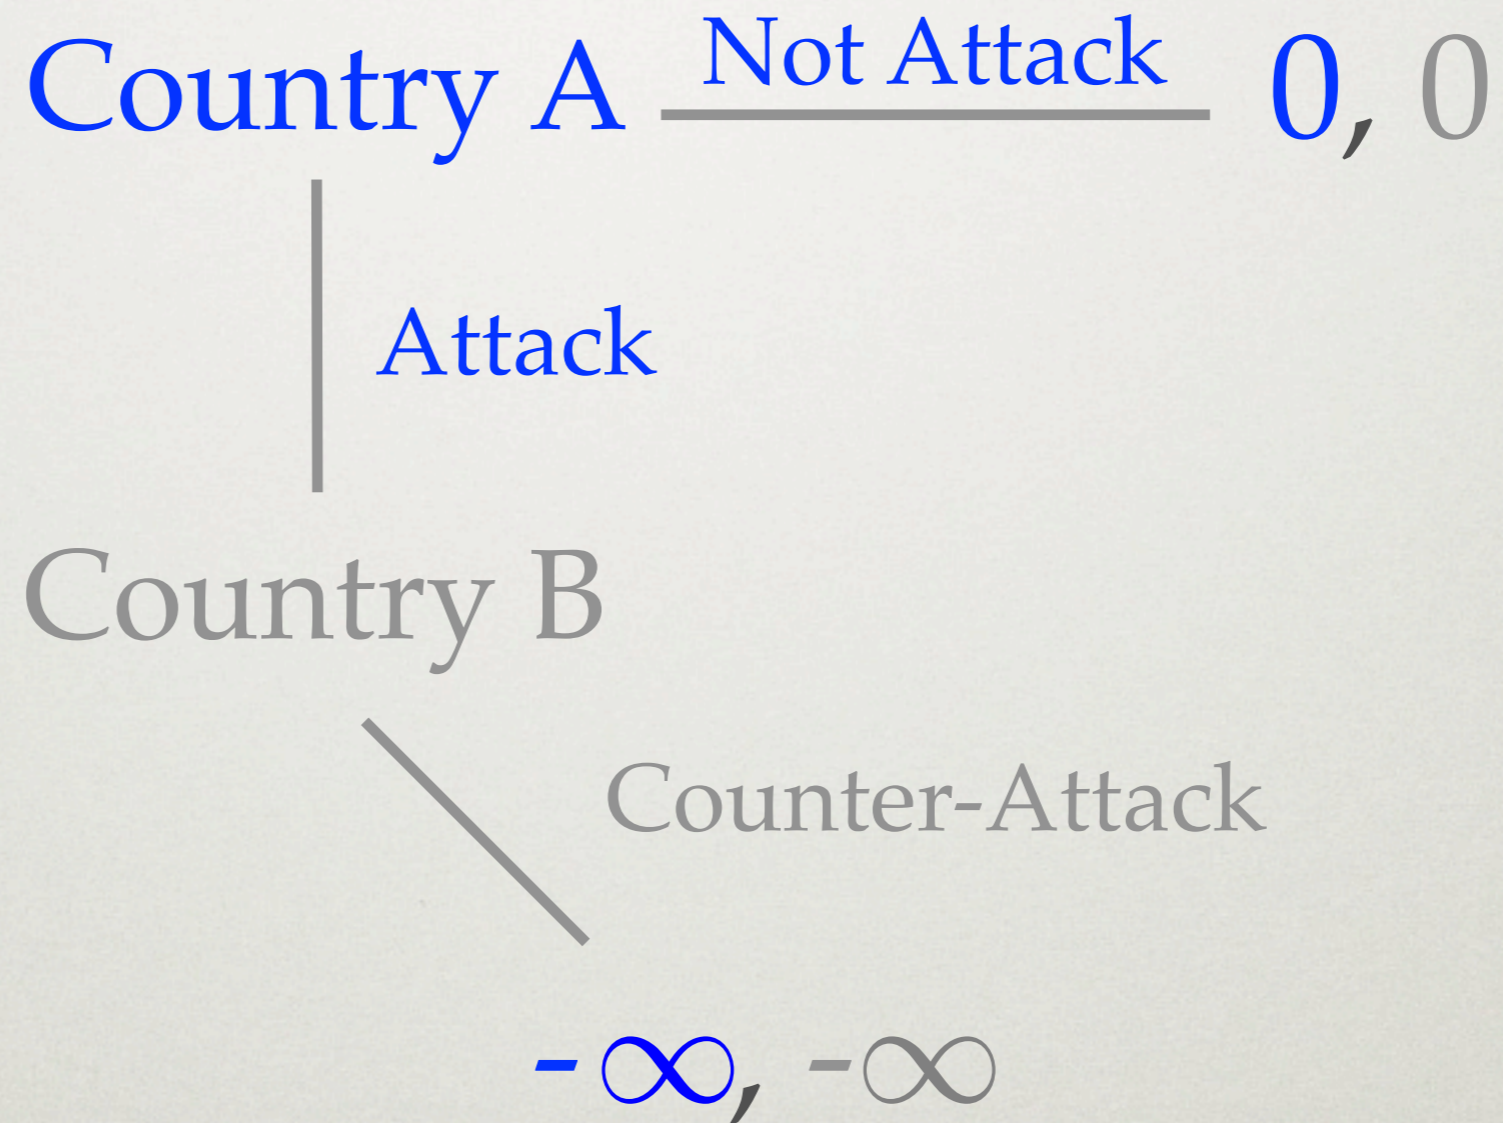 Country A Not Attack 0, 0
Attack
Country B
Counter-Attack
-∞, -∞